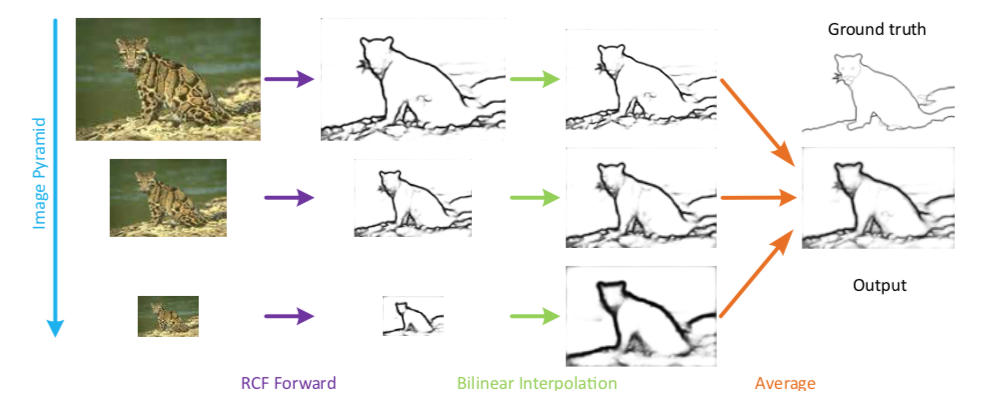 Ground truth
Image Pyramid
Output
RCF Forward
Bilinear Interpolation
Average